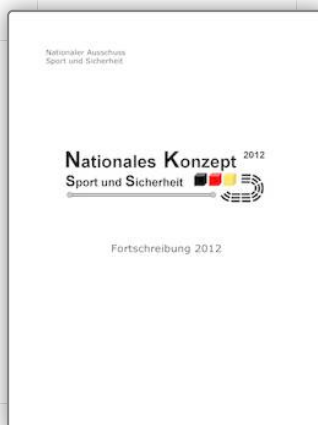 Nationaler Ausschuss
Sport und Sicherheit
Nationales Konzept 2012
Sport und Sicherheit
Fortschreibung 2012